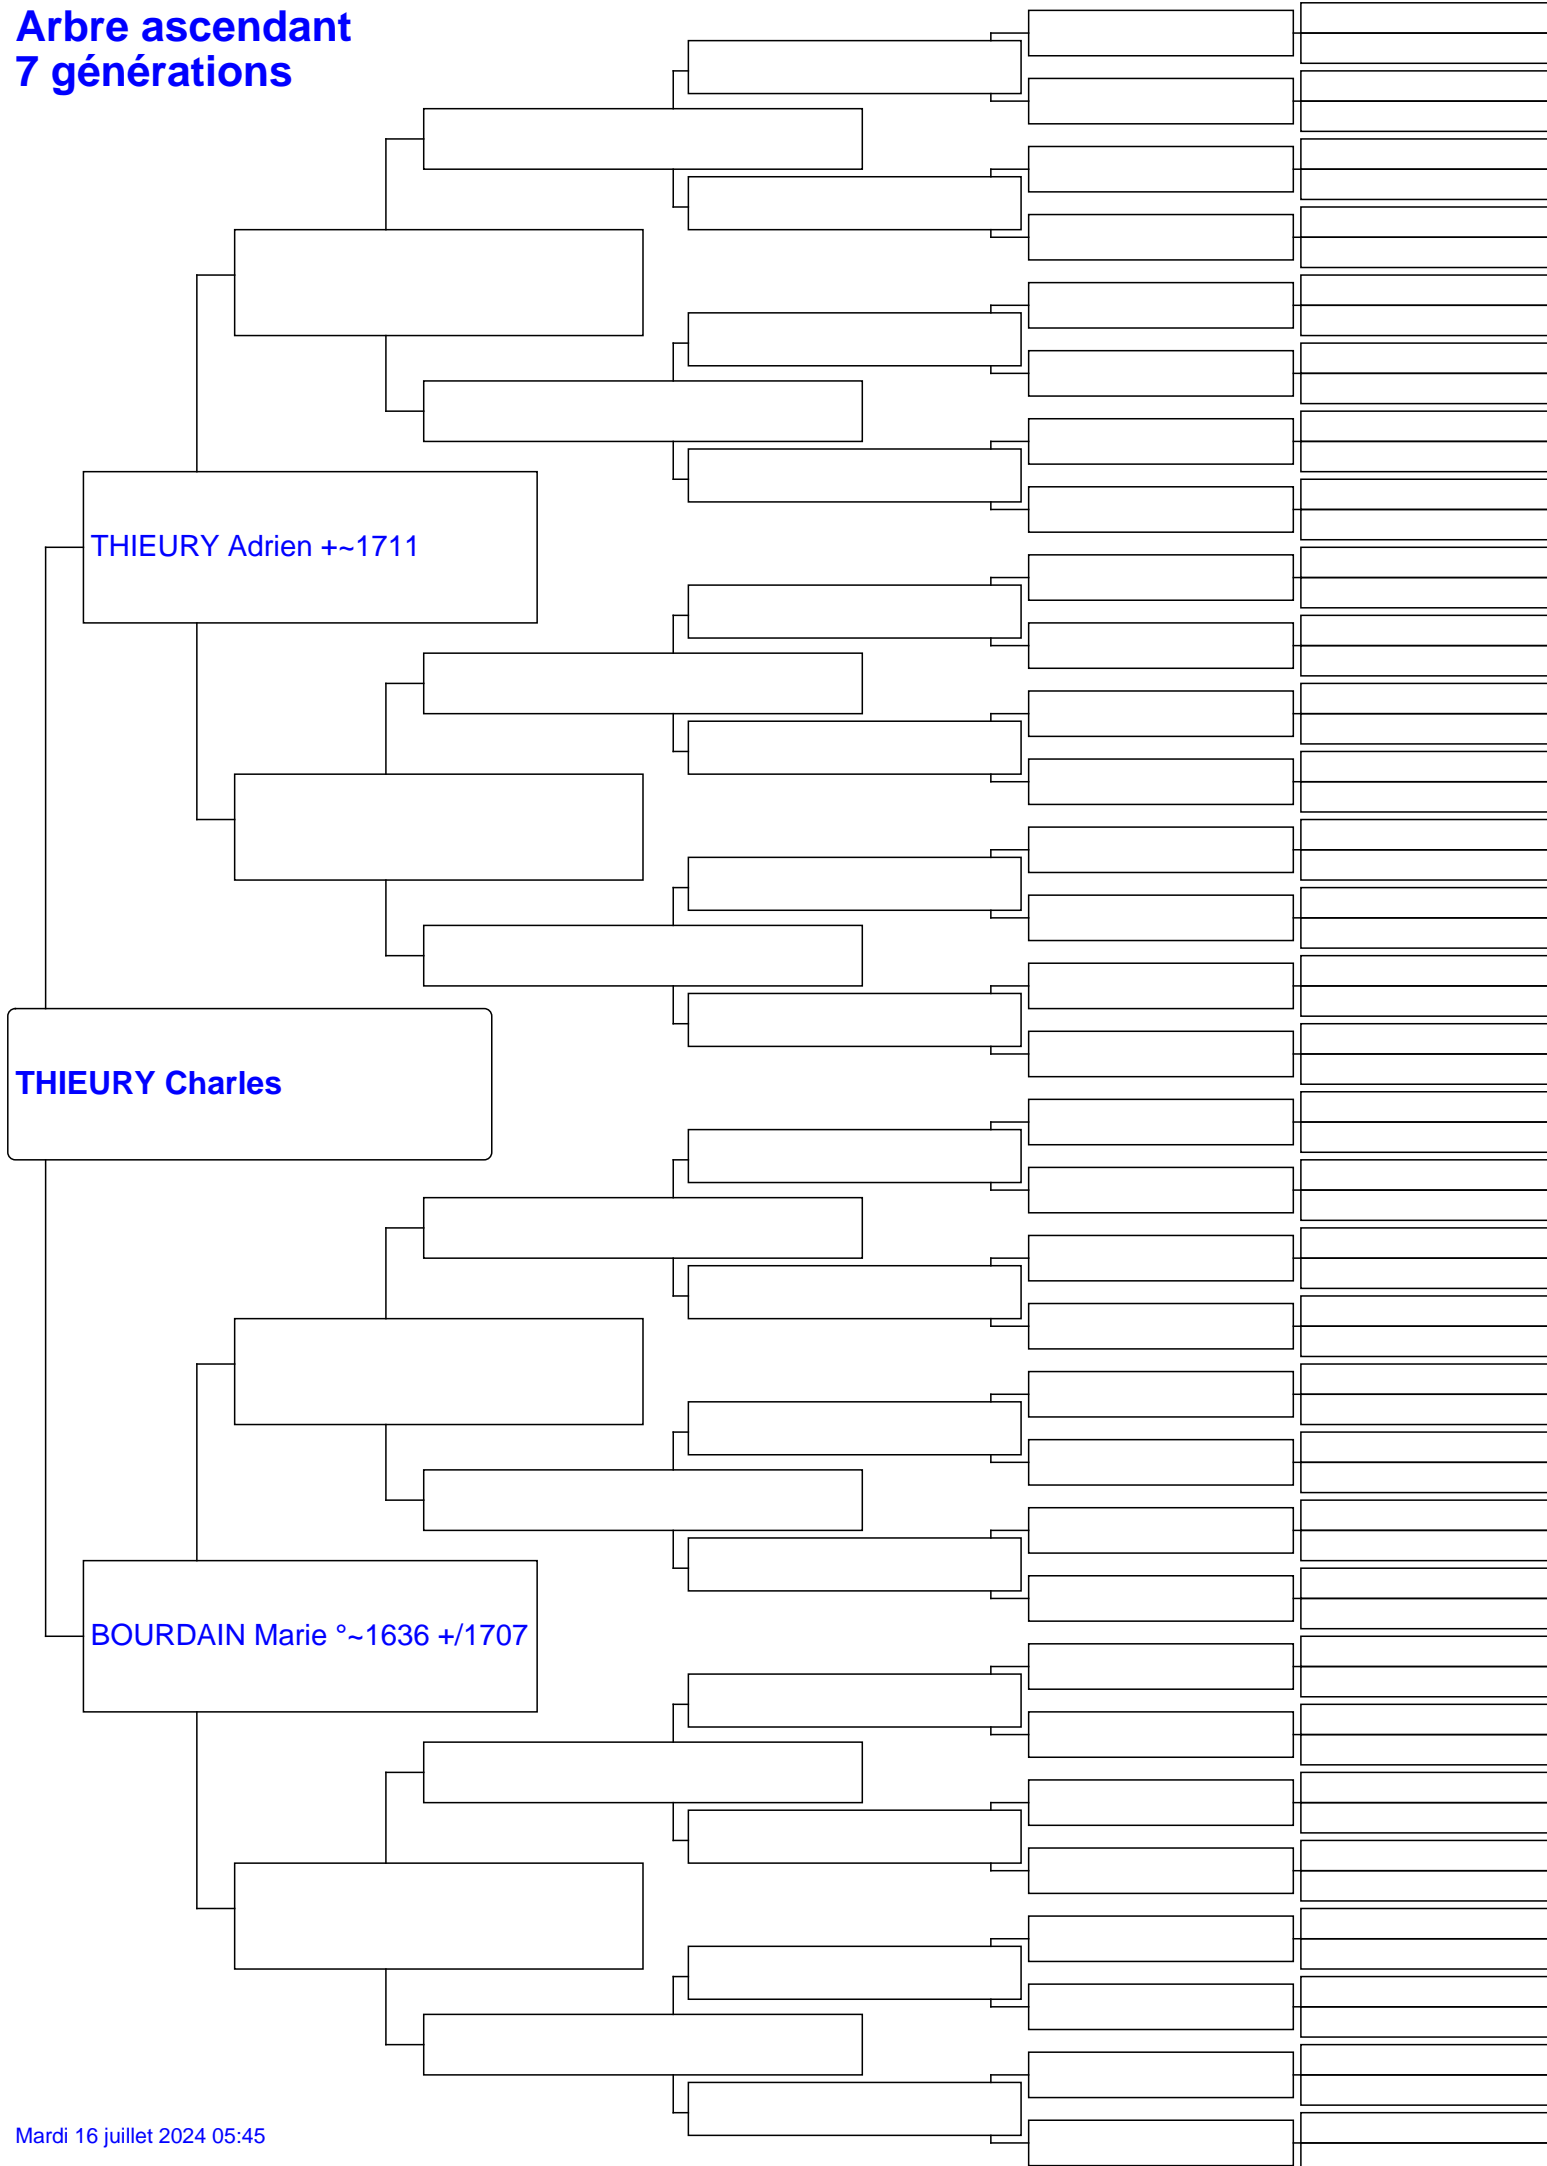 Arbre ascendant
7 générations
THIEURY Adrien +~1711
THIEURY Charles
BOURDAIN Marie °~1636 +/1707
Mardi 16 juillet 2024 05:45